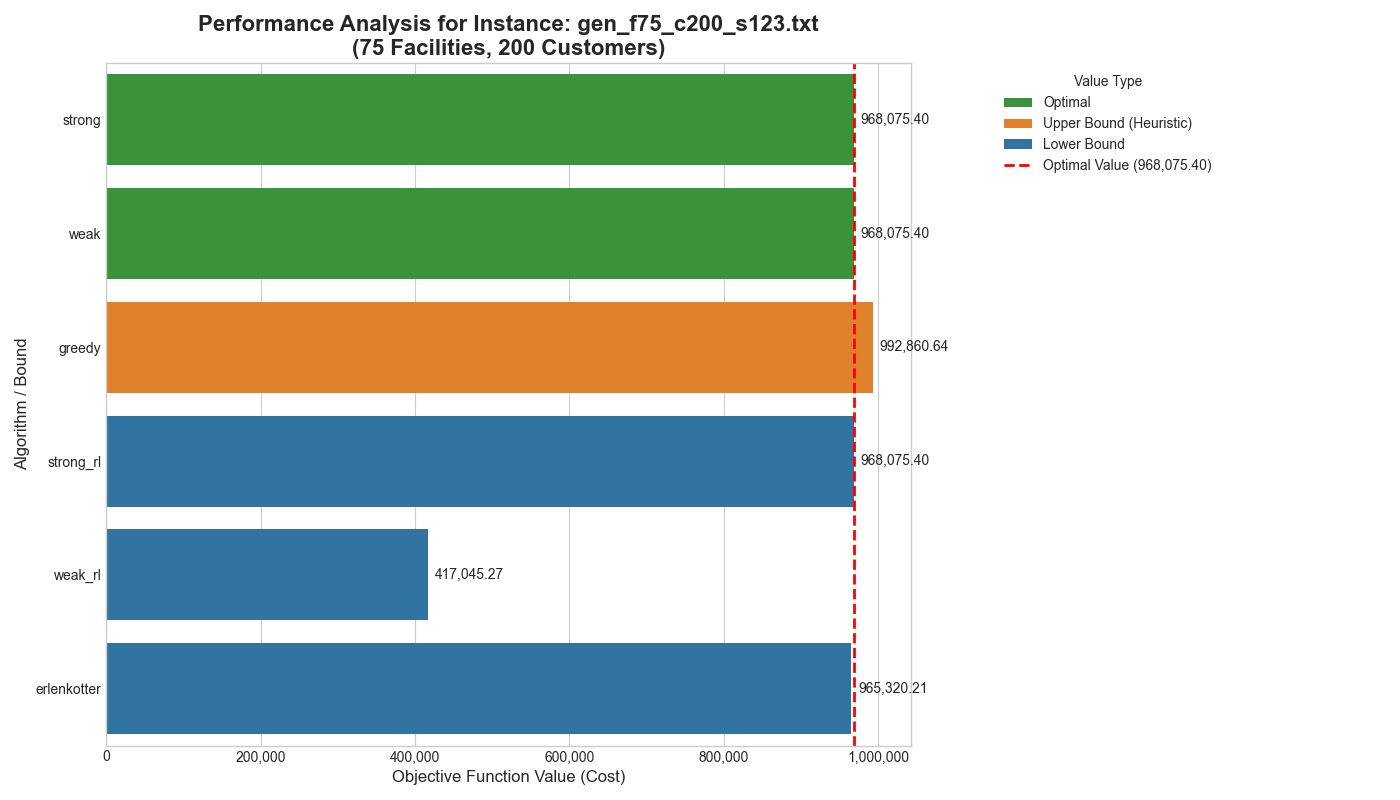 Performance Analysis for Instance: gen_f75_c200_s123.txt
(75 Facilities, 200 Customers)
Algorithm / Bound
strong
968,075.40
weak
968,075.40
greedy
992,860.64
strong_rl
968,075.40
weak_rl
417,045.27
erlenkotter
965,320.21
0
200,000
400,000
600,000
800,000
1,000,000
Objective Function Value (Cost)
Value Type
Optimal
Upper Bound (Heuristic)
Lower Bound
Optimal Value (968,075.40)